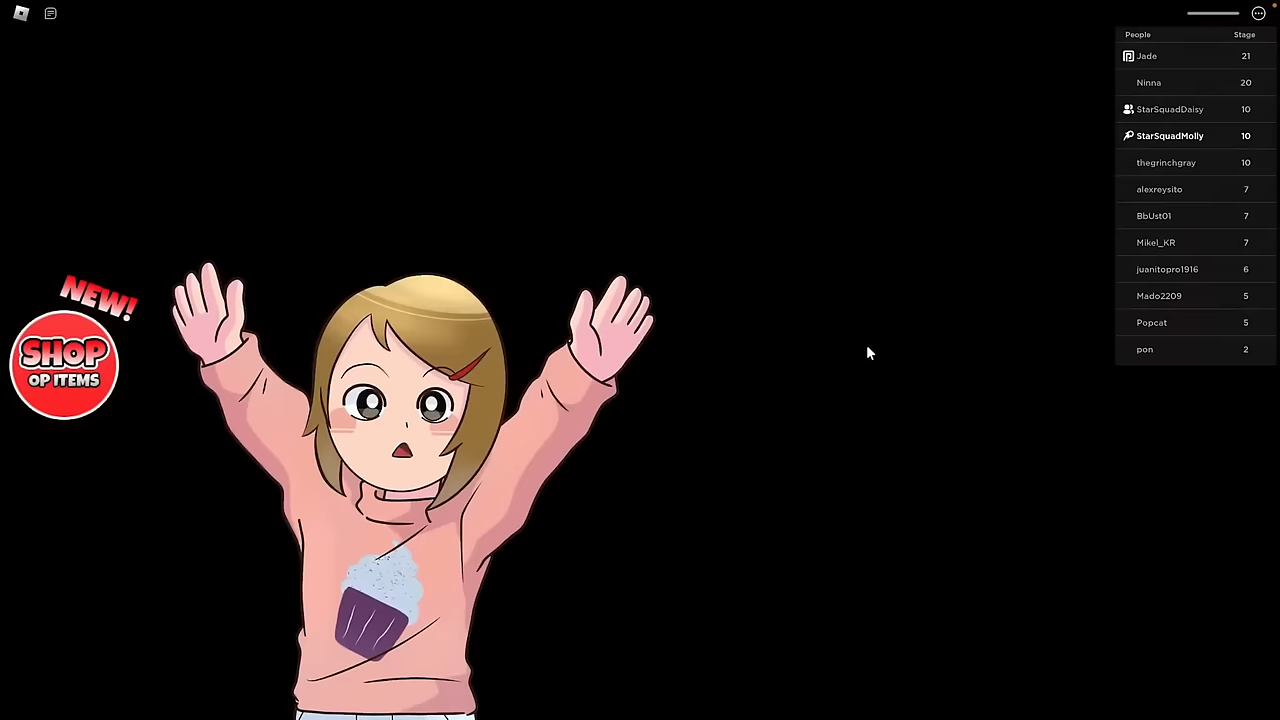 People Stage
Jade 21
Ninna 20
StarSquadDaisy 10
StarSquadMolly 10
thegrinchgray 10
alexreysito 7
BbUst01 7
Mikel_KR 7
juanitopro1916 6
Mado2209 5
Popcat 5
pon 2
NEW!
SHOP
OP ITEMS